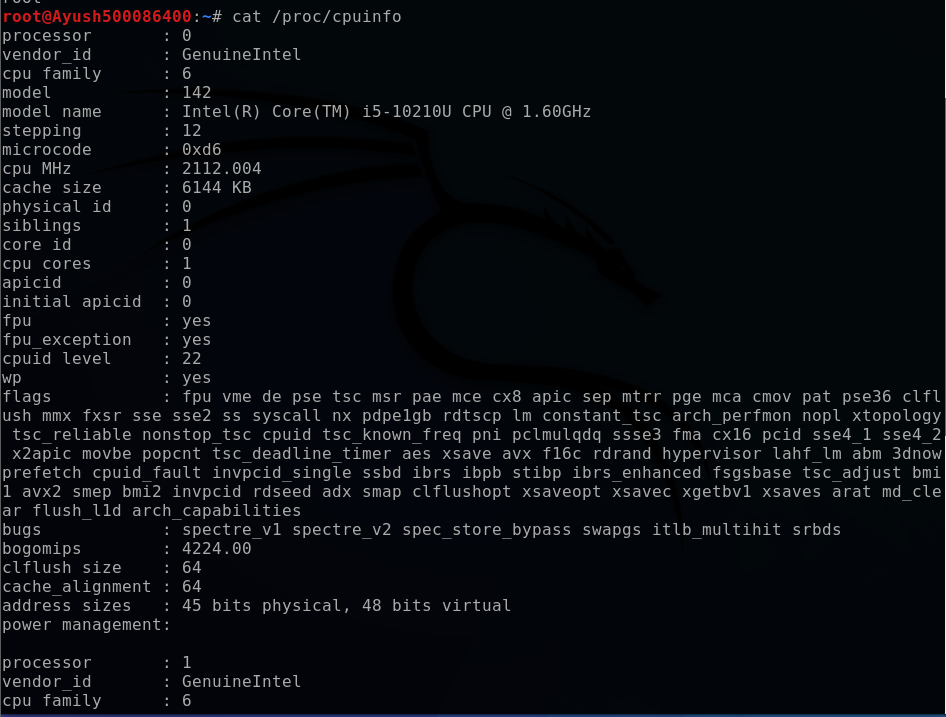 root@Ayush500086400:~# cat /proc/cpuinfo
processor : 0
vendor_id : GenuineIntel
cpu family : 6
model : 142
model name : Intel(R) Core(TM) i5-10210U CPU @ 1.60GHz
stepping : 12
microcode : 0xd6
cpu MHz : 2112.004
cache size : 6144 KB
physical id : 0
siblings : 1
core id : 0
cpu cores : 1
apicid : 0
initial apicid : 0
fpu : yes
fpu_exception : yes
cpuid level : 22
wp : yes
flags : fpu vme de pse tsc msr pae mce cx8 apic sep mtrr pge mca cmov pat pse36 clfl
ush mmx fxsr sse sse2 ss syscall nx pdpe1gb rdtscp lm constant_tsc arch_perfmon nopl xtopology
tsc_reliable nonstop_tsc cpuid tsc_known_freq pni pclmulqdq ssse3 fma cx16 pcid sse4_1 sse4_2
x2apic movbe popcnt tsc_deadline_timer aes xsave avx f16c rdrand hypervisor lahf_lm abm 3dnow
prefetch cpuid_fault invpcid_single ssbd ibrs ibpb stibp ibrs_enhanced fsgsbase tsc_adjust bmi
1 avx2 smep bmi2 invpcid rdseed adx smap clflushopt xsaveopt xsavec xgetbv1 xsaves arat md_cle
ar flush_l1d arch_capabilities
bugs : spectre_v1 spectre_v2 spec_store_bypass swapgs itlb_multihit srbds
bogomips : 4224.00
clflush size : 64
cache_alignment : 64
address sizes : 45 bits physical, 48 bits virtual
power management:
processor : 1
vendor_id : GenuineIntel
cpu family : 6